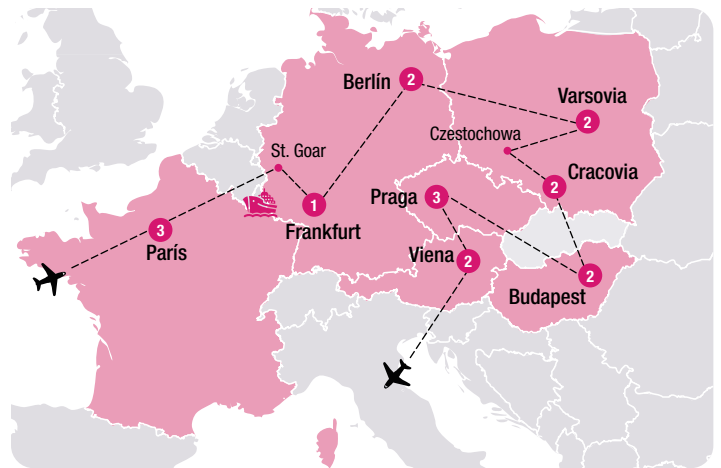 Berlín
2
Varsovia
2
Czestochowa
St. Goar
Cracovia
2
Praga
3
1
Frankfurt
3
París
Viena
2
Budapest
2